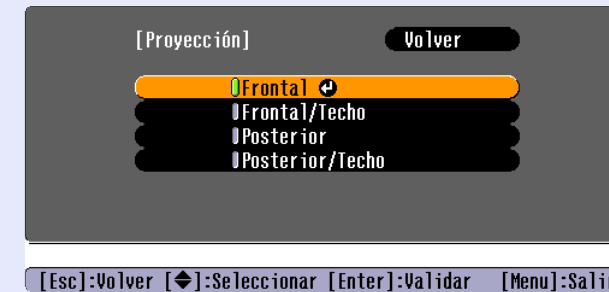 [Proyección] Volver
Frontal
Frontal/Techo
Posterior
Posterior/Techo
[Esc]:Volver [◆]:Seleccionar [Enter]:Validar [Menu]:Sali